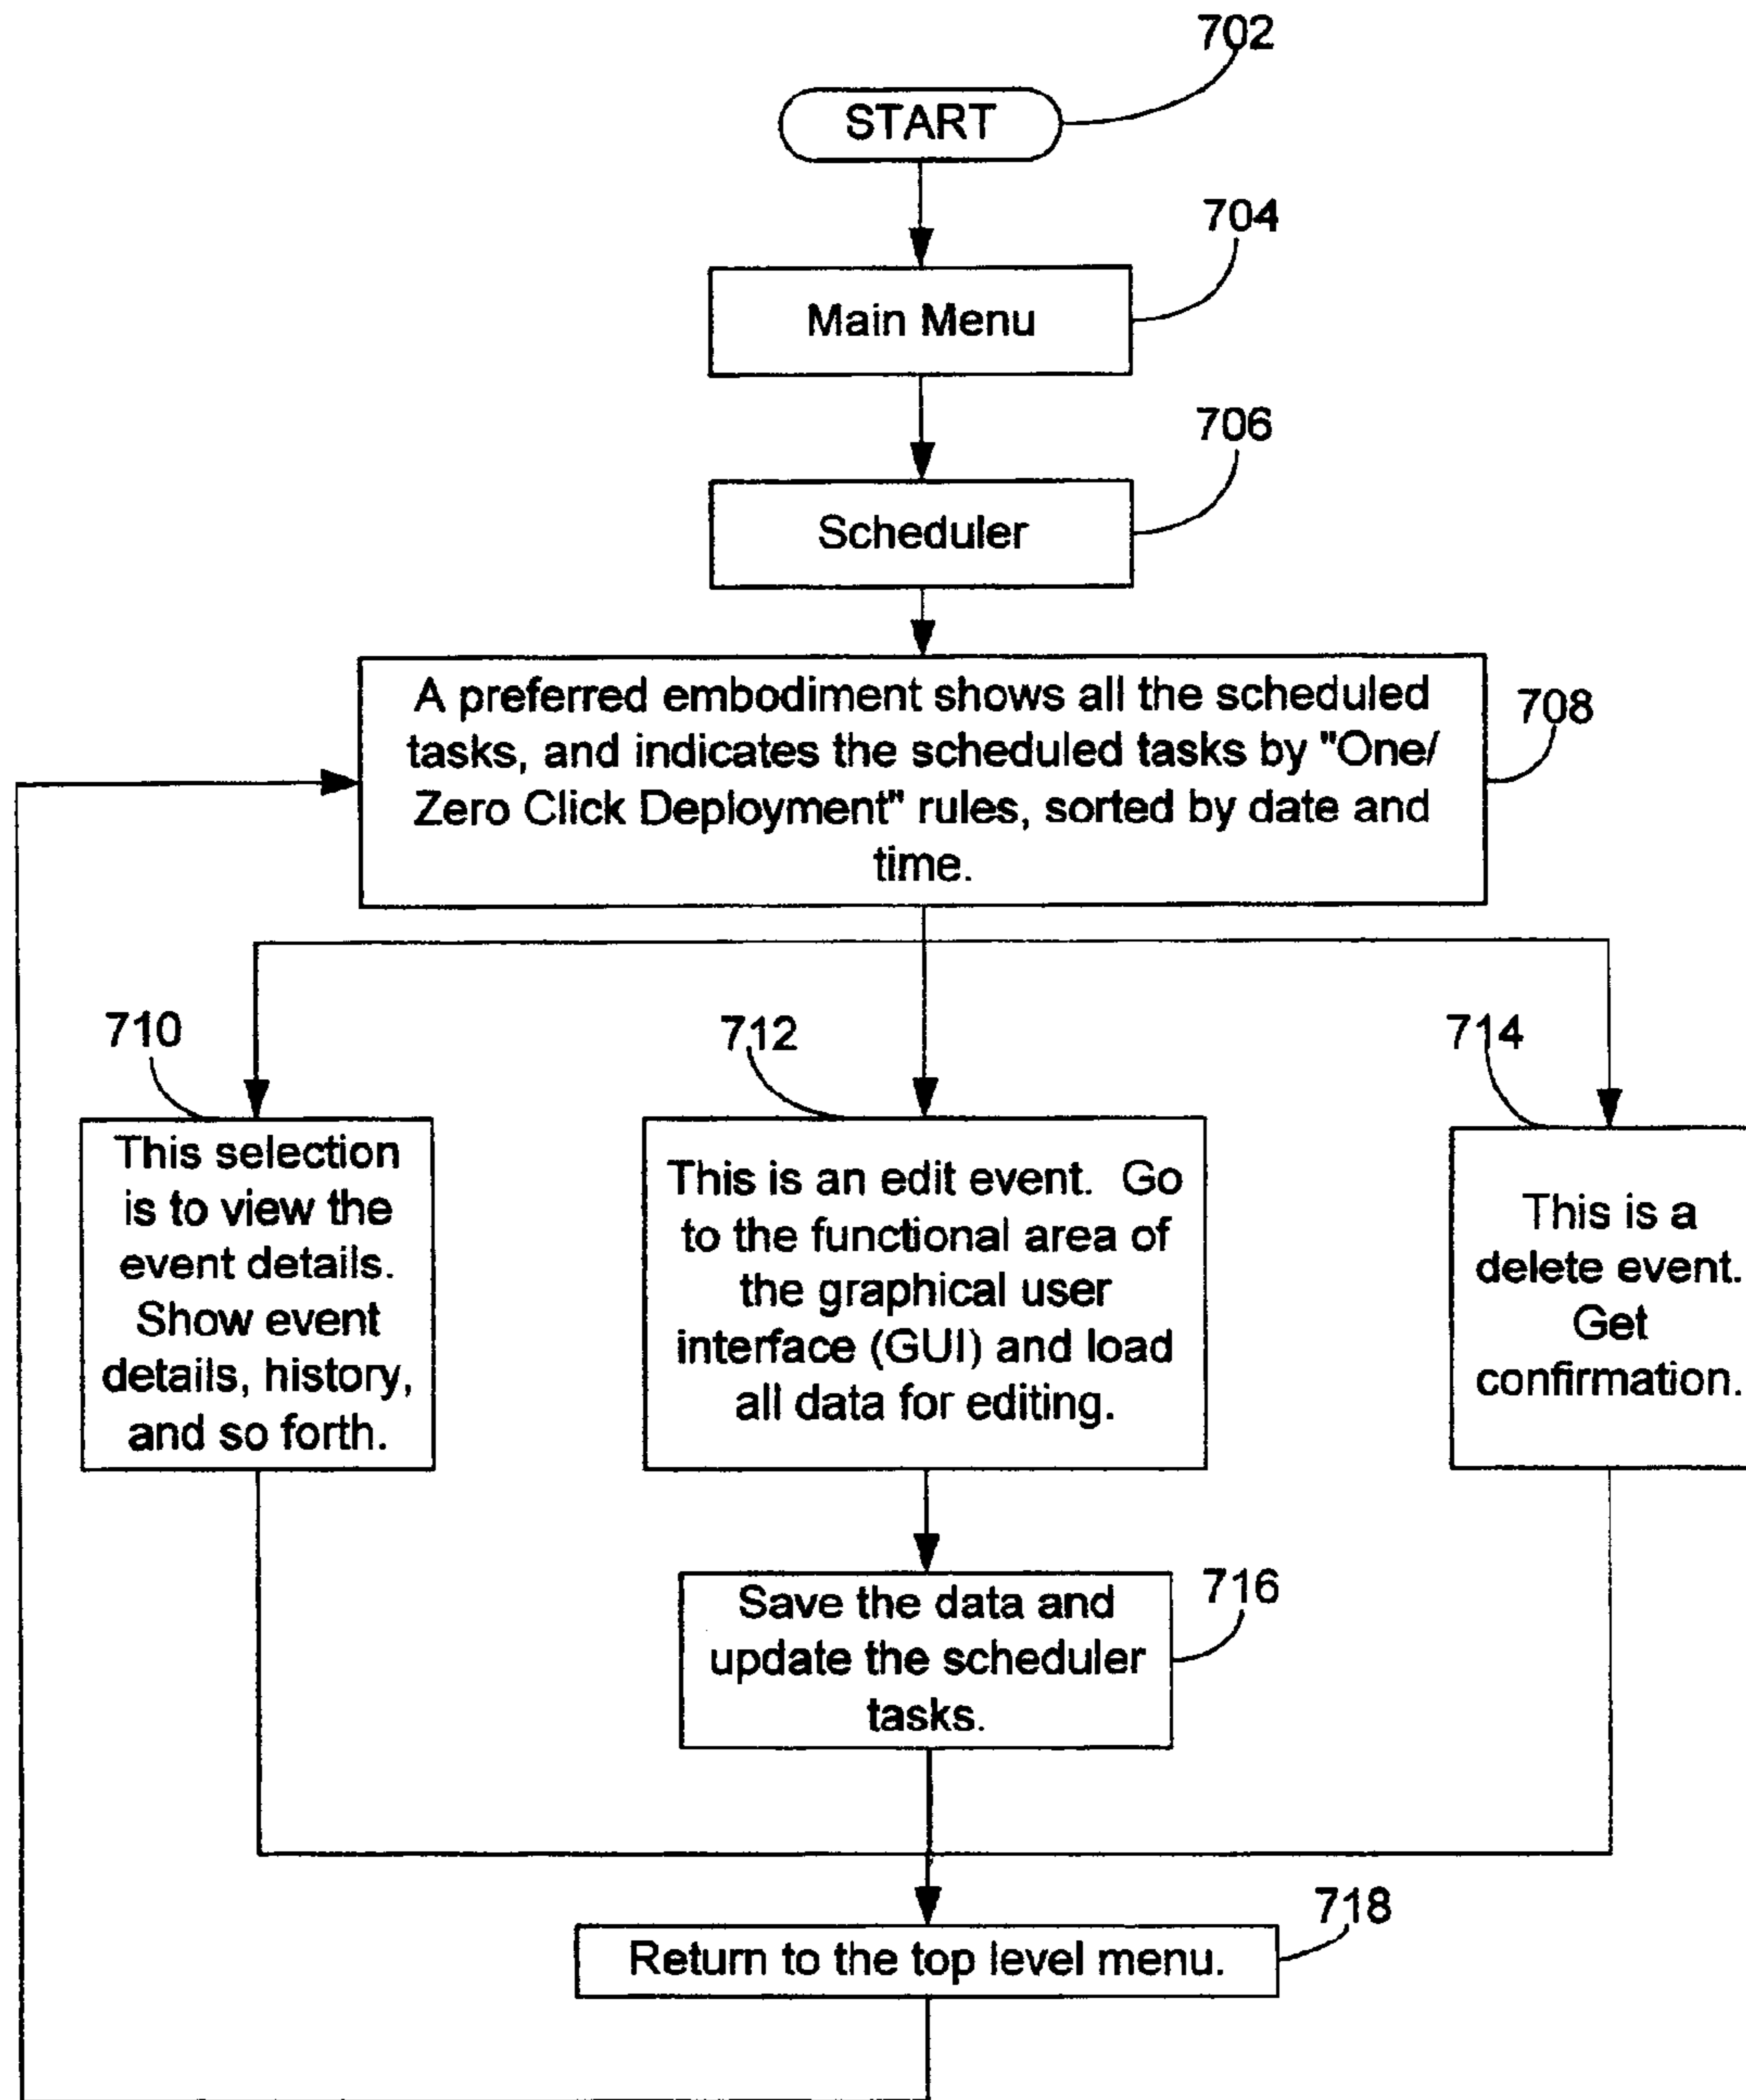 702
START
704
Main Menu
706
Scheduler
A preferred embodiment shows all the scheduled
tasks, and indicates the scheduled tasks by "One/
Zero Click Deployment" rules, sorted by date and
time.
708
710
This selection
is to view the
event details.
Show event
details, history,
and so forth.
712
This is an edit event. Go
to the functional area of
the graphical user
interface (GUI) and load
all data for editing.
714
This is a
delete event.
Get
confirmation.
Save the data and
update the scheduler
tasks.
716
718
Return to the top level menu.